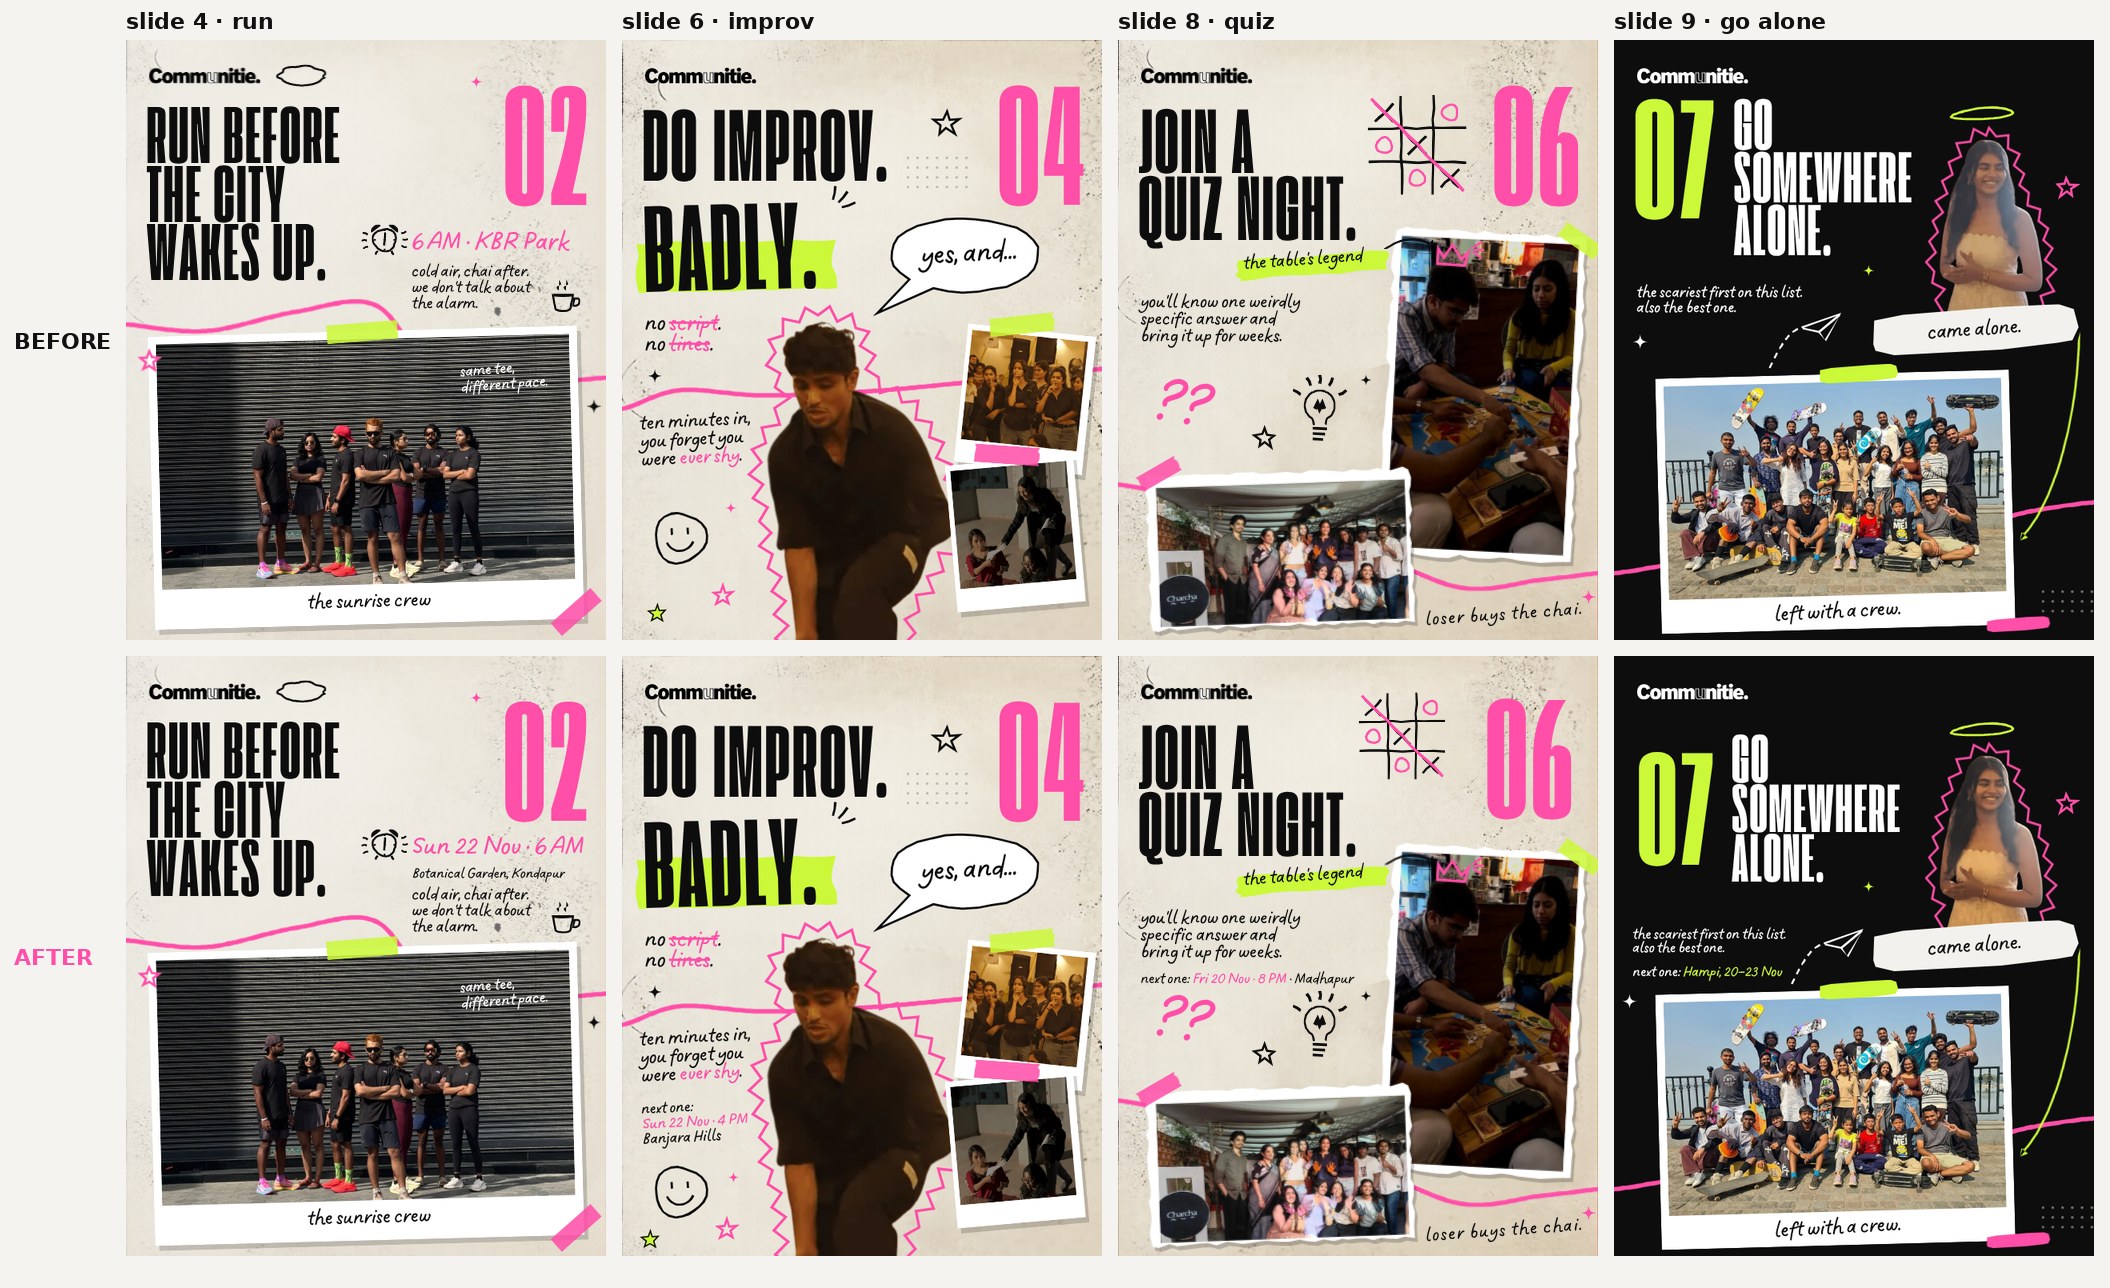 slide 4 · run
slide 6 · improv
slide 8 · quiz
slide 9 · go alone
BEFORE
Communitie.
RUN BEFORE
THE CITY
WAKES UP.
02
6 AM · KBR Park
cold air, chai after.
we don't talk about
the alarm.
same tee,
different pace.
the sunrise crew
Communitie.
DO IMPROV.
BADLY.
04
yes, and...
no script.
no lines.
ten minutes in,
you forget you
were ever shy.
Communitie.
JOIN A
QUIZ NIGHT.
06
the table's legend
you'll know one weirdly
specific answer and
bring it up for weeks.
??
Charcha
loser buys the chai.
Communitie.
07
GO
SOMEWHERE
ALONE.
the scariest first on this list.
also the best one.
came alone.
left with a crew.
AFTER
Communitie.
RUN BEFORE
THE CITY
WAKES UP.
02
Sun 22 Nov · 6 AM
Botanical Garden, Kondapur
cold air, chai after.
we don't talk about
the alarm.
same tee,
different pace.
the sunrise crew
Communitie.
DO IMPROV.
BADLY.
04
yes, and...
no script.
no lines.
ten minutes in,
you forget you
were ever shy.
next one:
Sun 22 Nov · 4 PM
Banjara Hills
Communitie.
JOIN A
QUIZ NIGHT.
06
the table's legend
you'll know one weirdly
specific answer and
bring it up for weeks.
next one: Fri 20 Nov · 8 PM · Madhapur
??
Charcha
loser buys the chai.
Communitie.
07
GO
SOMEWHERE
ALONE.
the scariest first on this list.
also the best one.
next one: Hampi, 20–23 Nov
came alone.
left with a crew.